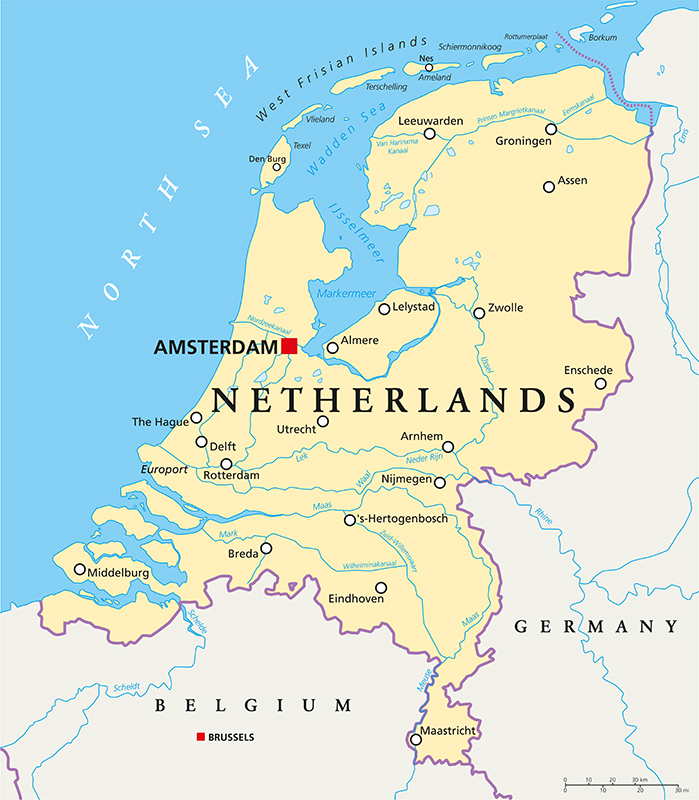 Rottumerplaat
Borkum
Schiermonnikoog
West Frisian Islands
Nes
Ameland
Terschelling
Vlieland
Texel
Den Burg
Wadden Sea
NORTH SEA
Leeuwarden
Prinses Margrietkanaal
Eemskanaal
Van Harinxma
Kanaal
Groningen
Ems
Assen
IJsselmeer
Markermeer
Lelystad
Zwolle
Noordzeekanaal
AMSTERDAM
Almere
IJssel
Enschede
NETHERLANDS
The Hague
Utrecht
Delft
Arnhem
Lek
Neder Rijn
Europort
Rotterdam
Waal
Nijmegen
Maas
's-Hertogenbosch
Rhine
Mark
Zuid-Willemsvaart
Breda
Wilhelminakanaal
Middelburg
Eindhoven
Schelde
Maas
GERMANY
Scheldt
Meuse
BELGIUM
BRUSSELS
Maastricht
0 10 20 30 km
0 10 20 30 mi